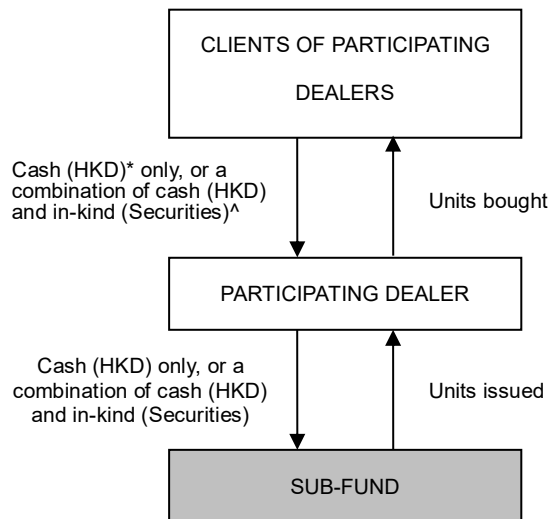 CLIENTS OF PARTICIPATING
DEALERS
Cash (HKD)* only, or a
combination of cash (HKD)
and in-kind (Securities)^
Units bought
PARTICIPATING DEALER
Cash (HKD) only, or a
combination of cash (HKD)
and in-kind (Securities)
Units issued
SUB-FUND